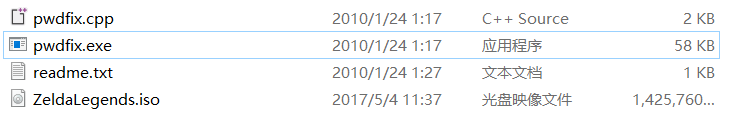 pwdfix.cpp 2010/1/24 1:17 C++ Source 2 KB
pwdfix.exe 2010/1/24 1:17 应用程序 58 KB
readme.txt 2010/1/24 1:27 文本文档 1 KB
ZeldaLegends.iso 2017/5/4 11:37 光盘映像文件 1,425,760...